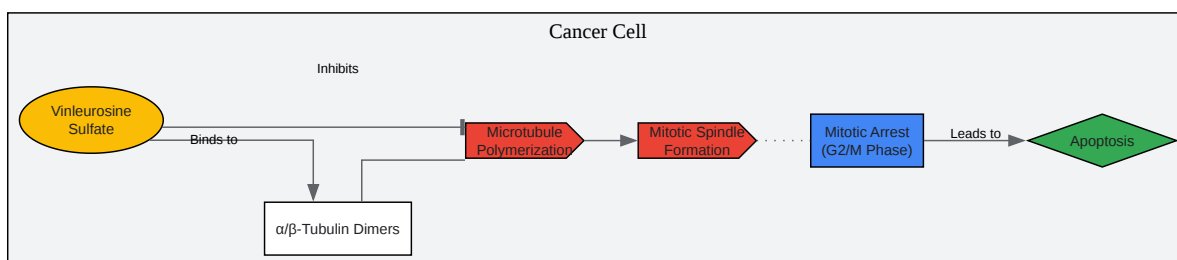 Cancer Cell
Inhibits
Vinleurosine
Sulfate
Binds to
Microtubule
Polymerization
Mitotic Spindle
Formation
Mitotic Arrest
(G2/M Phase)
Leads to
Apoptosis
α/β-Tubulin Dimers